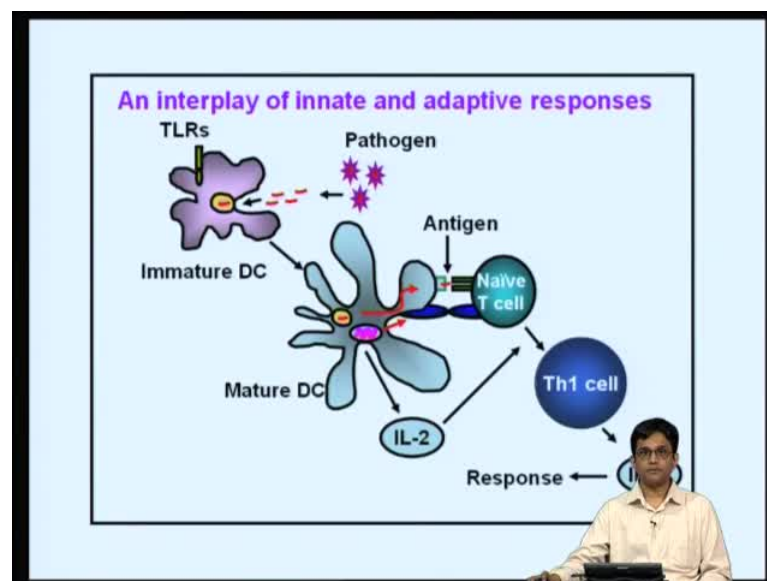 An interplay of innate and adaptive responses
TLRs
Pathogen
Antigen
Immature DC
Naïve
T cell
Mature DC
Th1 cell
IL-2
Response